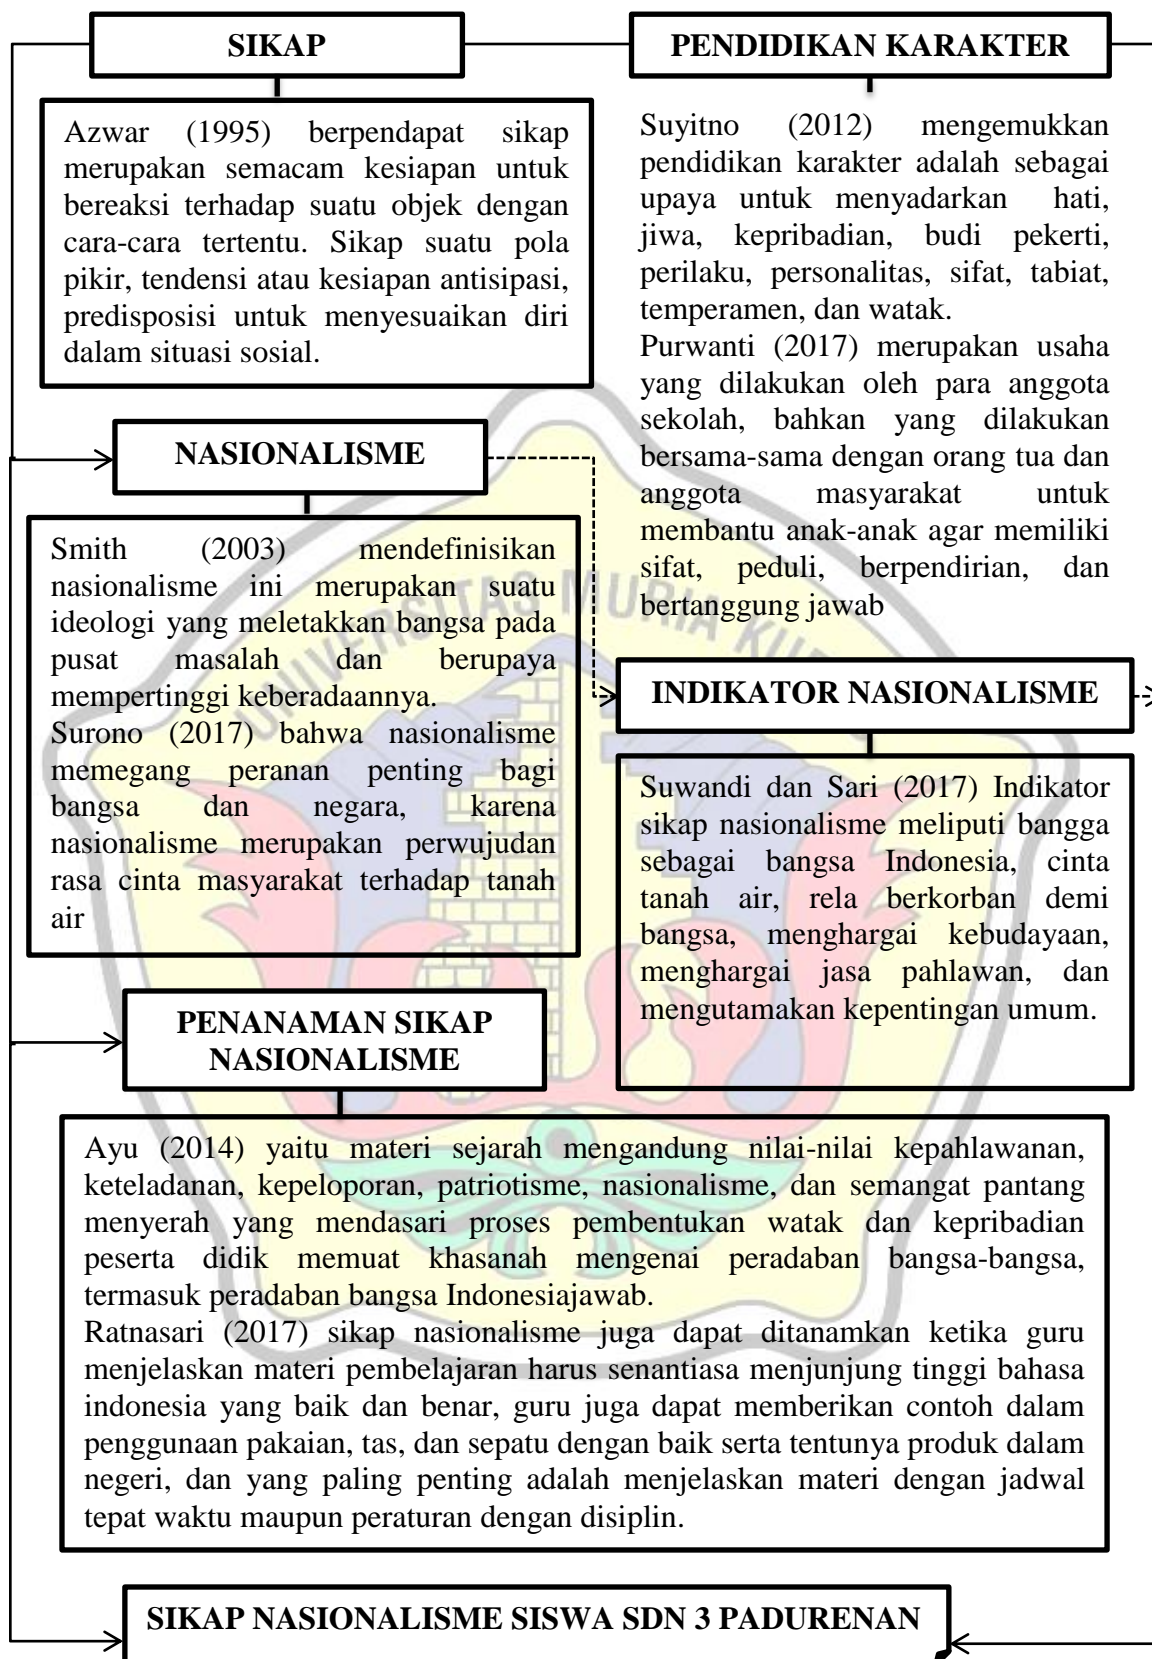 SIKAP
PENDIDIKAN KARAKTER
Azwar (1995) berpendapat sikap
merupakan semacam kesiapan untuk
bereaksi terhadap suatu objek dengan
cara-cara tertentu. Sikap suatu pola
pikir, tendensi atau kesiapan antisipasi,
predisposisi untuk menyesuaikan diri
dalam situasi sosial.
Suyitno (2012) mengemukkan
pendidikan karakter adalah sebagai
upaya untuk menyadarkan hati,
jiwa, kepribadian, budi pekerti,
perilaku, personalitas, sifat, tabiat,
temperamen, dan watak.
Purwanti (2017) merupakan usaha
yang dilakukan oleh para anggota
sekolah, bahkan yang dilakukan
bersama-sama dengan orang tua dan
anggota masyarakat untuk
membantu anak-anak agar memiliki
sifat, peduli, berpendirian, dan
bertanggung jawab
NASIONALISME
Smith (2003) mendefinisikan
nasionalisme ini merupakan suatu
ideologi yang meletakkan bangsa pada
pusat masalah dan berupaya
mempertinggi keberadaannya.
Surono (2017) bahwa nasionalisme
memegang peranan penting bagi
bangsa dan negara, karena
nasionalisme merupakan perwujudan
rasa cinta masyarakat terhadap tanah
air
INDIKATOR NASIONALISME
Suwandi dan Sari (2017) Indikator
sikap nasionalisme meliputi bangga
sebagai bangsa Indonesia, cinta
tanah air, rela berkorban demi
bangsa, menghargai kebudayaan,
menghargai jasa pahlawan, dan
mengutamakan kepentingan umum.
PENANAMAN SIKAP
NASIONALISME
Ayu (2014) yaitu materi sejarah mengandung nilai-nilai kepahlawanan,
keteladanan, kepeloporan, patriotisme, nasionalisme, dan semangat pantang
menyerah yang mendasari proses pembentukan watak dan kepribadian
peserta didik memuat khasanah mengenai peradaban bangsa-bangsa,
termasuk peradaban bangsa Indonesiajawab.
Ratnasari (2017) sikap nasionalisme juga dapat ditanamkan ketika guru
menjelaskan materi pembelajaran harus senantiasa menjunjung tinggi bahasa
indonesia yang baik dan benar, guru juga dapat memberikan contoh dalam
penggunaan pakaian, tas, dan sepatu dengan baik serta tentunya produk dalam
negeri, dan yang paling penting adalah menjelaskan materi dengan jadwal
tepat waktu maupun peraturan dengan disiplin.
SIKAP NASIONALISME SISWA SDN 3 PADURENAN
UNIVERSITAS MURIA